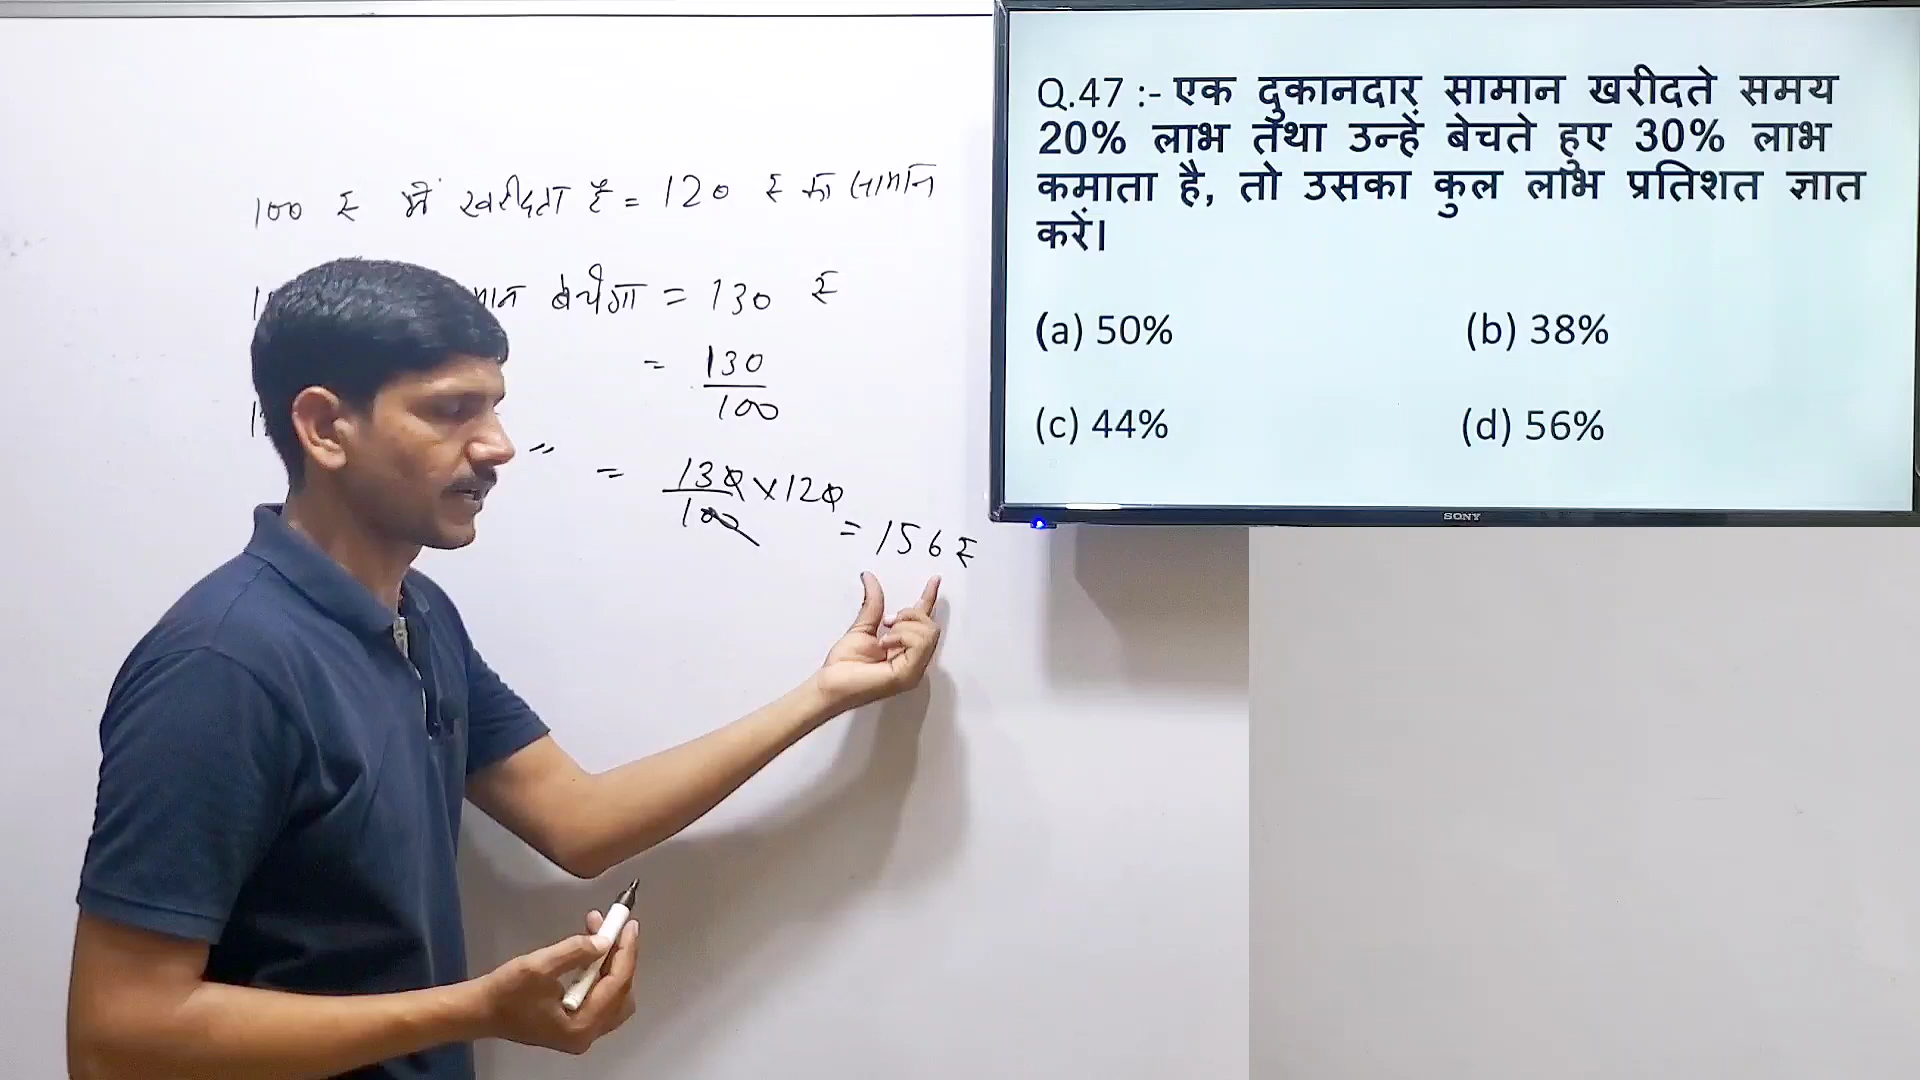 100 ₹ में खरीदता है = 120 ₹ का सामान
बेचेगा = 130 ₹
= 130
100
" = 130 x 120
100
= 156 ₹
Q.47 :- एक दुकानदार सामान खरीदते समय
20% लाभ तथा उन्हें बेचते हुए 30% लाभ
कमाता है, तो उसका कुल लाभ प्रतिशत ज्ञात
करें।
(a) 50% (b) 38%
(c) 44% (d) 56%
SONY